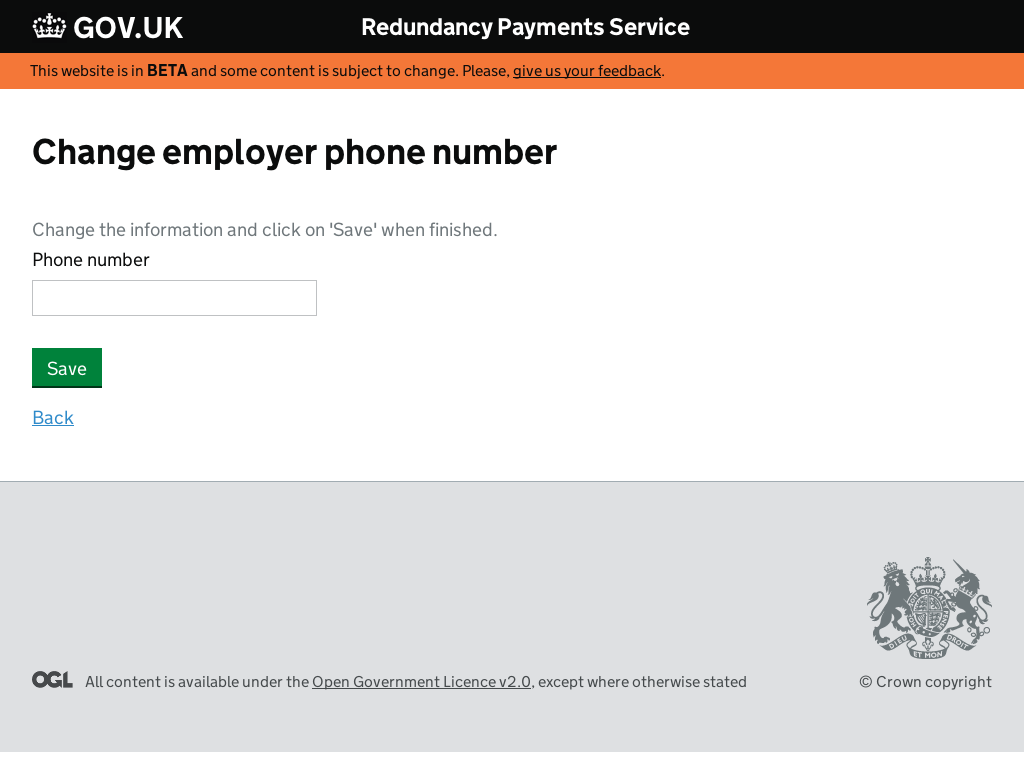 GOV.UK
Redundancy Payments Service
This website is in BETA and some content is subject to change. Please, give us your feedback.
Change employer phone number
Change the information and click on 'Save' when finished.
Phone number
Save
Back
DIEU ET MON DROIT
OGL All content is available under the Open Government Licence v2.0, except where otherwise stated
© Crown copyright